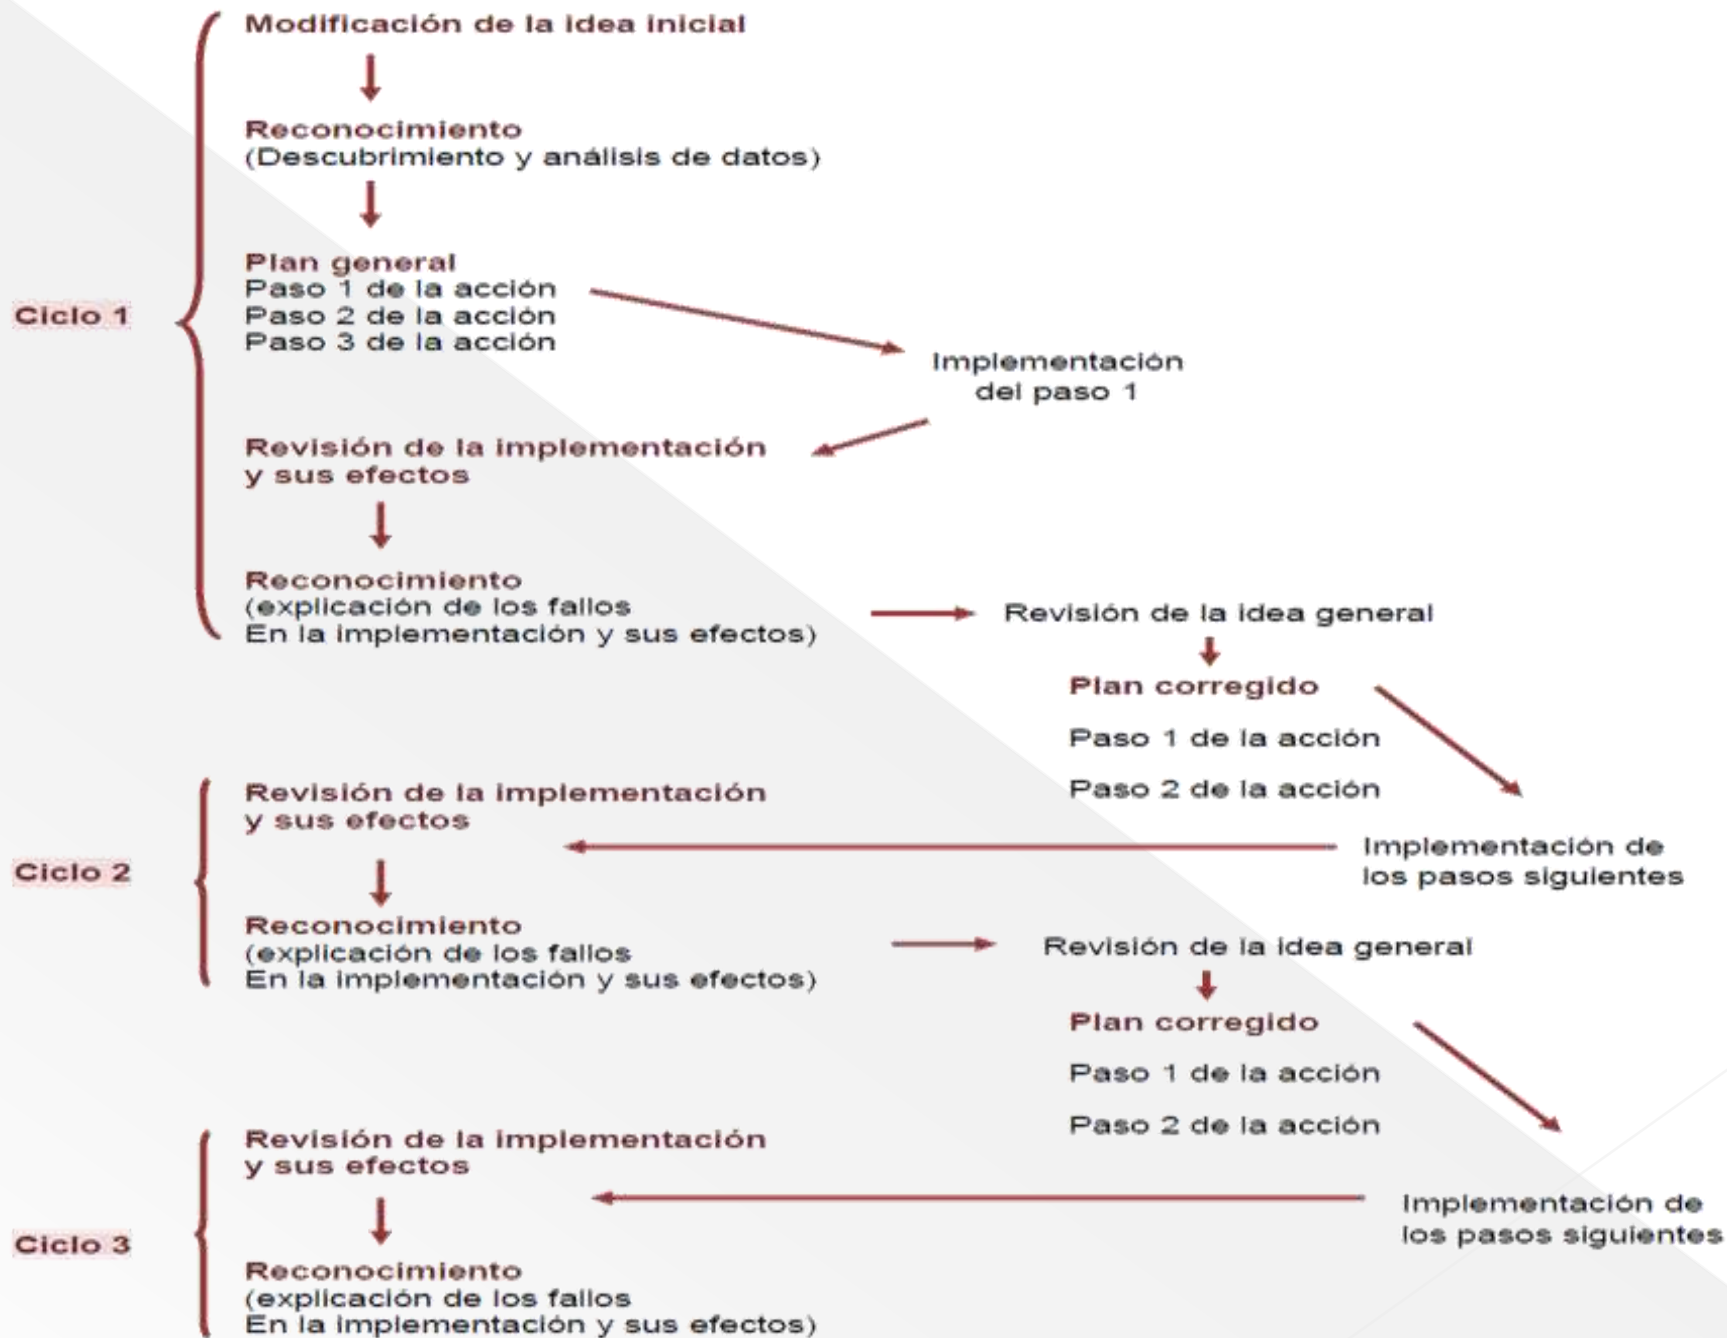 Modificación de la idea inicial
Reconocimiento
(Descubrimiento y análisis de datos)
Plan general
Paso 1 de la acción
Paso 2 de la acción
Paso 3 de la acción
Ciclo 1
Implementación
del paso 1
Revisión de la implementación
y sus efectos
Reconocimiento
(explicación de los fallos
En la implementación y sus efectos)
Revisión de la idea general
Plan corregido
Paso 1 de la acción
Paso 2 de la acción
Implementación de
los pasos siguientes
Ciclo 2
Revisión de la implementación
y sus efectos
Reconocimiento
(explicación de los fallos
En la implementación y sus efectos)
Revisión de la idea general
Plan corregido
Paso 1 de la acción
Paso 2 de la acción
Implementación de
los pasos siguientes
Ciclo 3
Revisión de la implementación
y sus efectos
Reconocimiento
(explicación de los fallos
En la implementación y sus efectos)